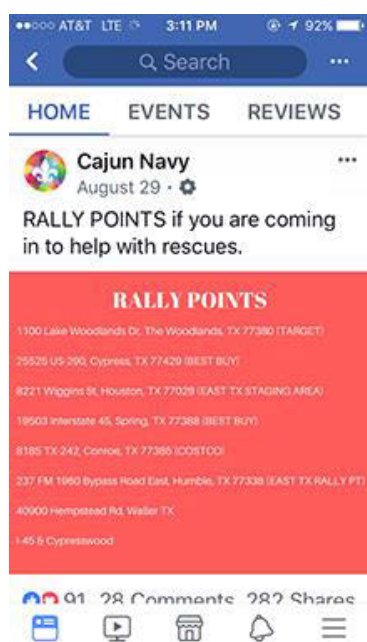 AT&T LTE 3:11 PM 92%
Search
HOME EVENTS REVIEWS
Cajun Navy
August 29
RALLY POINTS if you are coming
in to help with rescues.
RALLY POINTS
1100 Lake Woodlands Dr, The Woodlands, TX 77380 (TARGET)
25525 US-290, Cypress, TX 77429 (BEST BUY)
8221 Wiggins St, Houston, TX 77029 (EAST TX STAGING AREA)
19503 Interstate 45, Spring, TX 77388 (BEST BUY)
8185 TX-242, Conroe, TX 77385 (COSTCO)
237 FM 1960 Bypass Road East, Humble, TX 77338 (EAST TX RALLY PT)
40900 Hempstead Rd, Waller TX
I-45 & Cypresswood
91 28 Comments 282 Shares